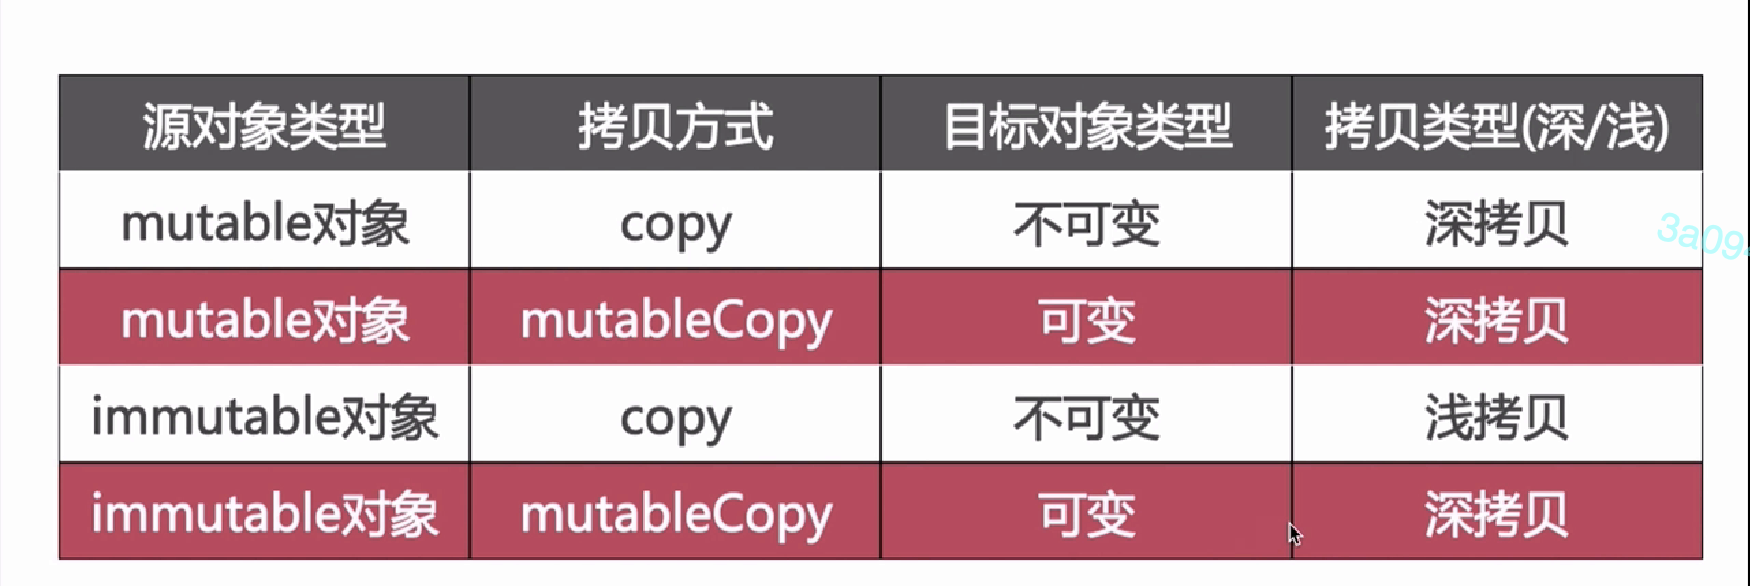 源对象类型 拷贝方式 目标对象类型 拷贝类型(深/浅)
mutable对象 copy 不可变 深拷贝
3a09
mutable对象 mutableCopy 可变 深拷贝
immutable对象 copy 不可变 浅拷贝
immutable对象 mutableCopy 可变 深拷贝